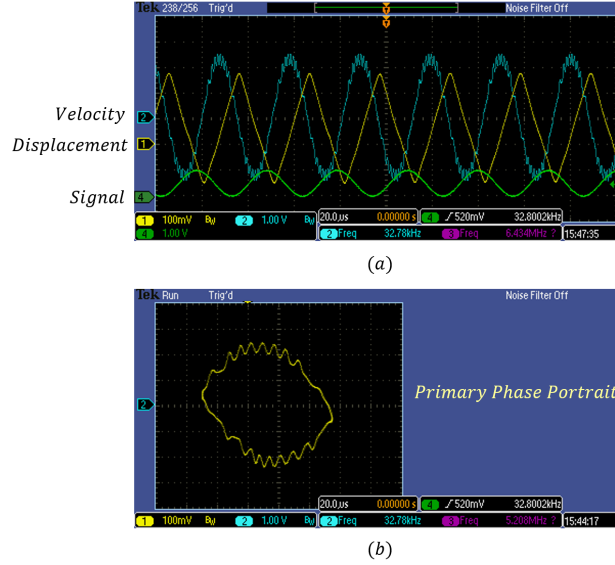 Tek 238/256 Trig'd Noise Filter Off
Velocity 2
Displacement 1
Signal 4
1 100mV Bw 2 1.00 V 20.0µs 0.00000 s 4 520mV 32.8002kHz
4 1.00 V 2 Freq 32.78kHz 3 Freq 6.434MHz ? 15:47:35
(a)
Tek Run Trig'd Noise Filter Off
Primary Phase Portrait
2
20.0µs 0.00000 s 4 520mV 32.8002kHz
1 100mV Bw 2 1.00 V 2 Freq 32.78kHz 3 Freq 5.208MHz ? 15:44:17
(b)